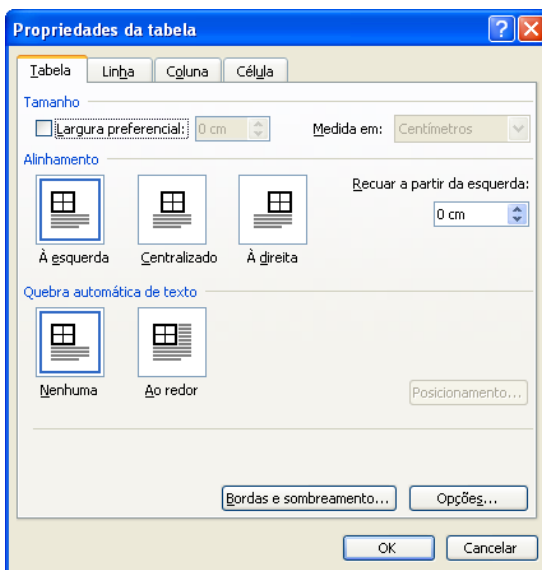 Propriedades da tabela
Tabela Linha Coluna Célula
Tamanho
Largura preferencial: 0 cm Medida em: Centímetros
Alinhamento
Recuar a partir da esquerda:
0 cm
À esquerda Centralizado À direita
Quebra automática de texto
Nenhuma Ao redor
Posicionamento...
Bordas e sombreamento... Opções...
OK Cancelar